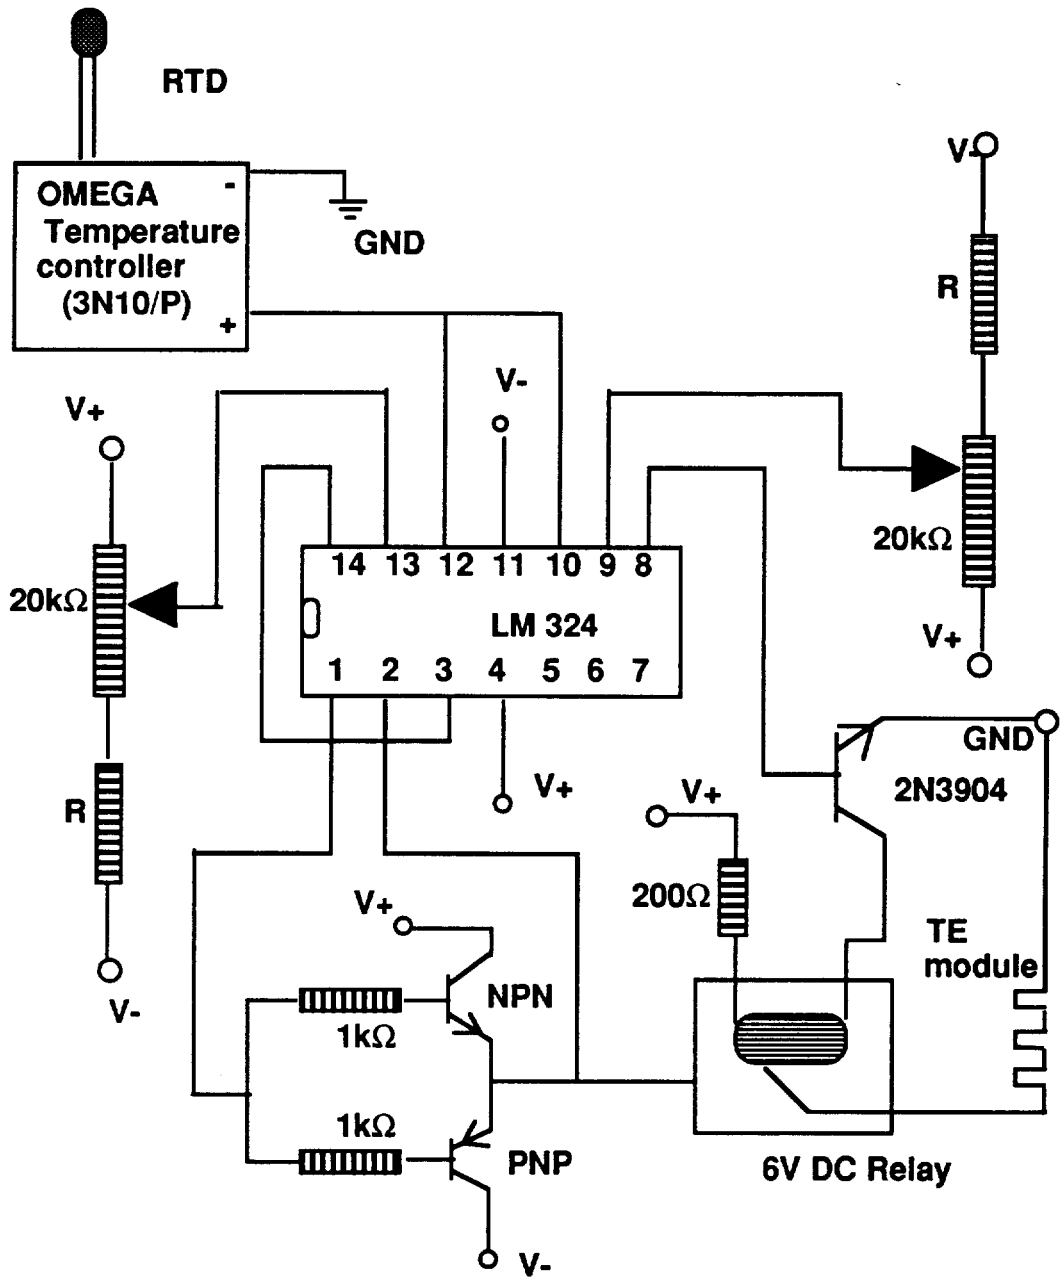 RTD
OMEGA
Temperature
controller
(3N10/P)
-
+
GND
V-
R
20kΩ
V+
V+
20kΩ
R
V-
V-
14 13 12 11 10 9 8
LM 324
1 2 3 4 5 6 7
V+
GND
2N3904
V+
200Ω
TE
module
V+
NPN
1kΩ
1kΩ
PNP
V-
6V DC Relay